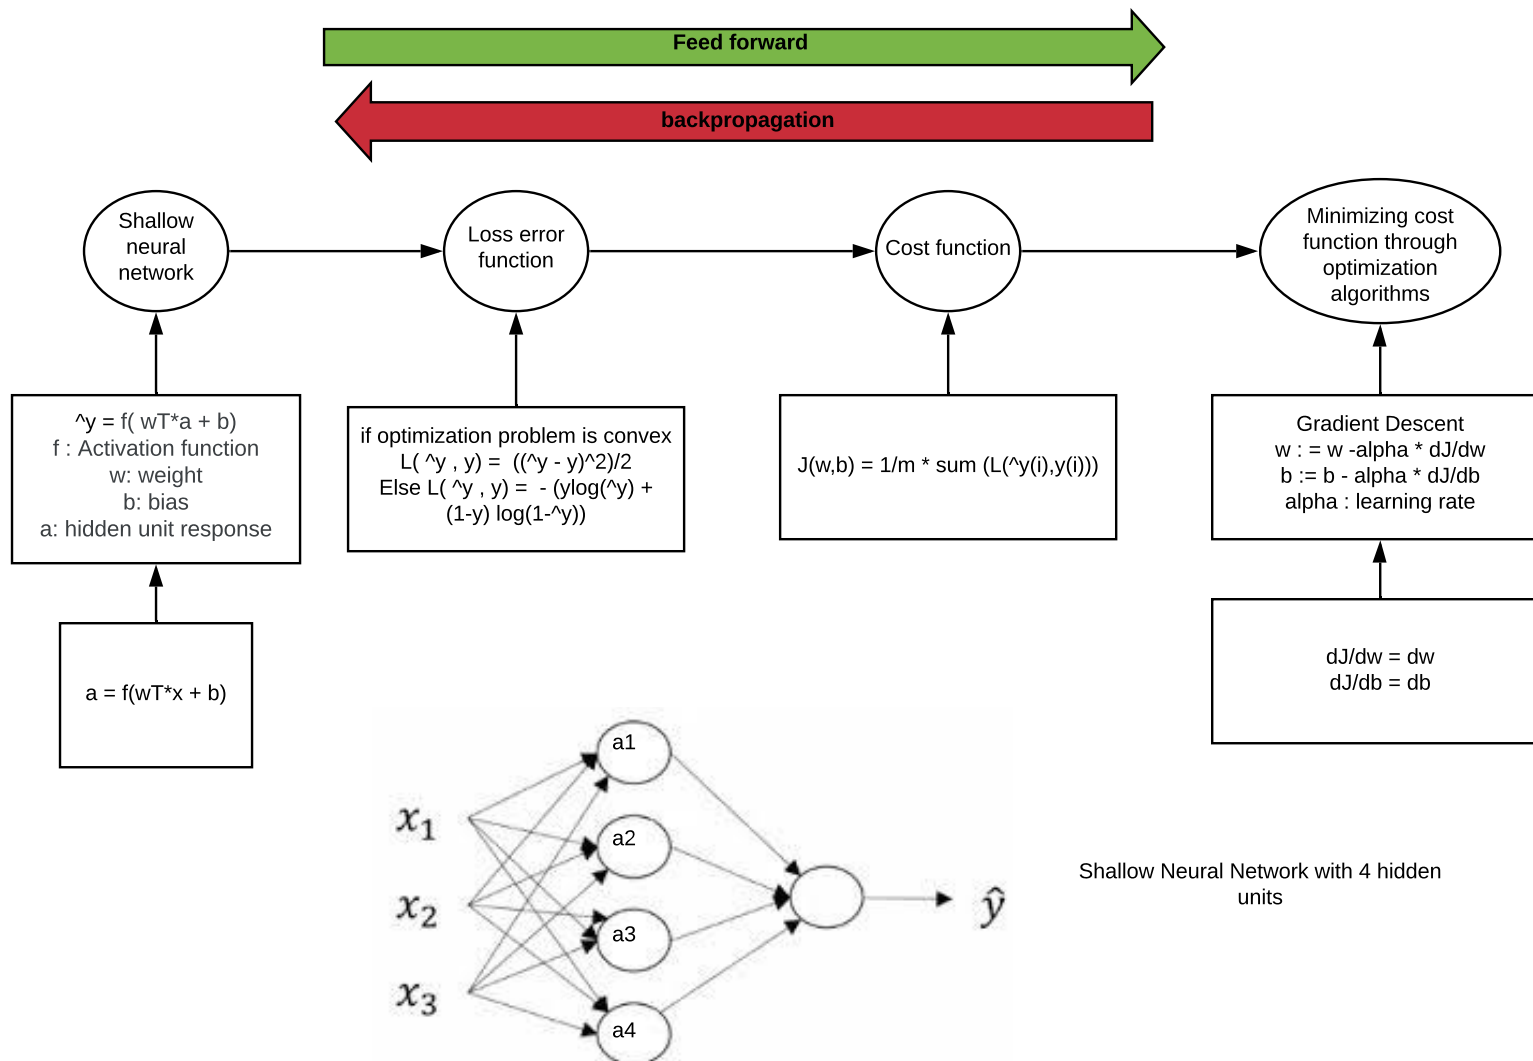 Feed forward
backpropagation
Shallow
neural
network
Loss error
function
Cost function
Minimizing cost
function through
optimization
algorithms
^y = f( wT*a + b)
f : Activation function
w: weight
b: bias
a: hidden unit response
if optimization problem is convex
L( ^y , y) =  ((^y - y)^2)/2
Else L( ^y , y) =  - (ylog(^y) +
(1-y) log(1-^y))
J(w,b) = 1/m * sum (L(^y(i),y(i)))
Gradient Descent
w : = w -alpha * dJ/dw
b := b - alpha * dJ/db
alpha : learning rate
a = f(wT*x + b)
dJ/dw = dw
dJ/db = db
x₁
x₂
x₃
a1
a2
a3
a4
ŷ
Shallow Neural Network with 4 hidden
units